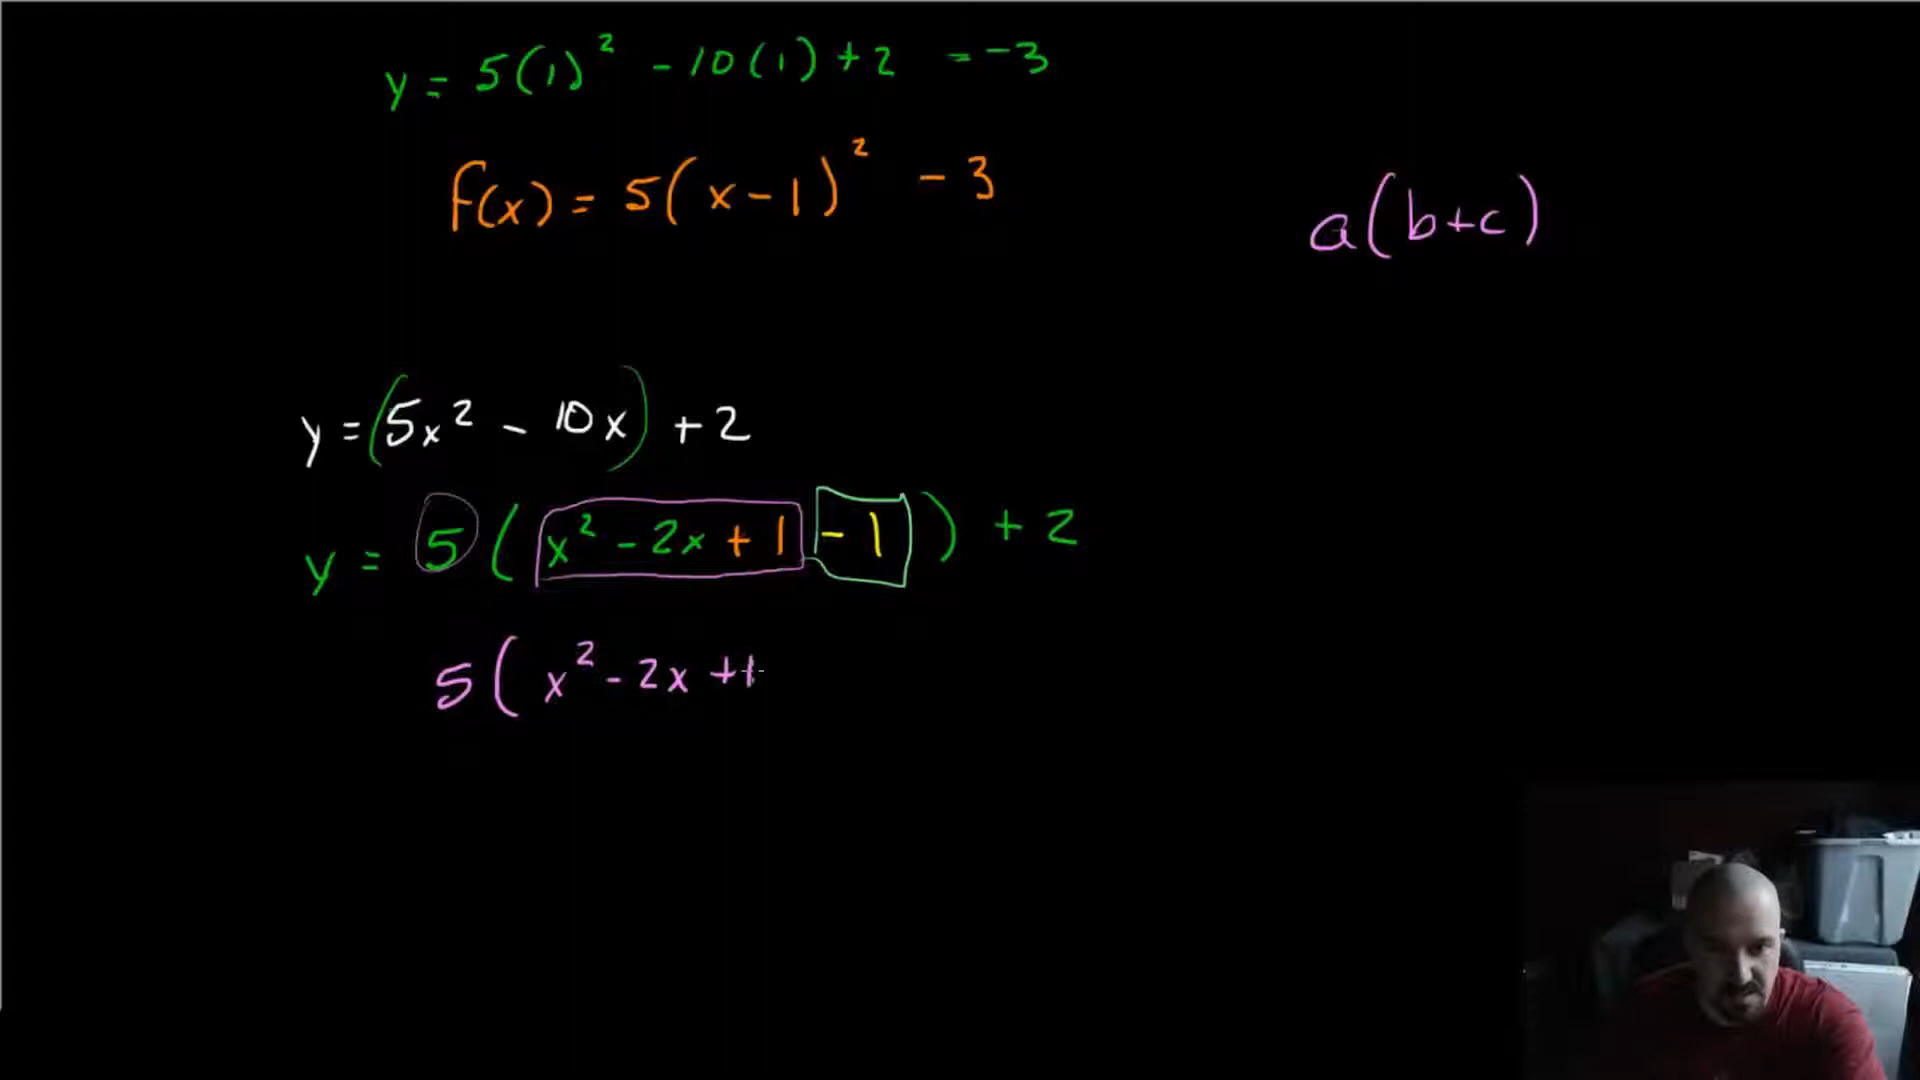 y = 5(1)² - 10(1) + 2 = -3
f(x) = 5(x - 1)² - 3
a(b+c)
y = (5x² - 10x) + 2
y = 5(x² - 2x + 1 - 1) + 2
5(x² - 2x + 1